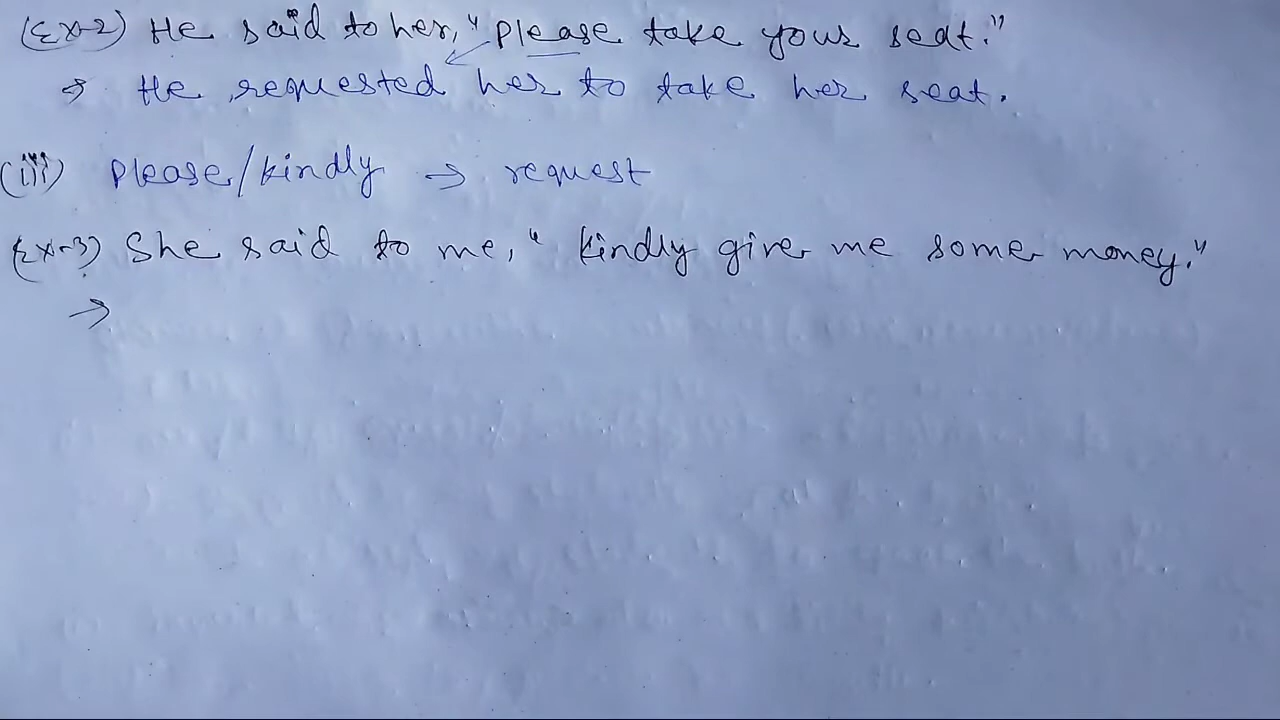 (Ex-2) He said to her, "Please take your seat."
→ He requested her to take her seat.
(iii) Please/kindly → request
(Ex-3) She said to me, "kindly give me some money."
→